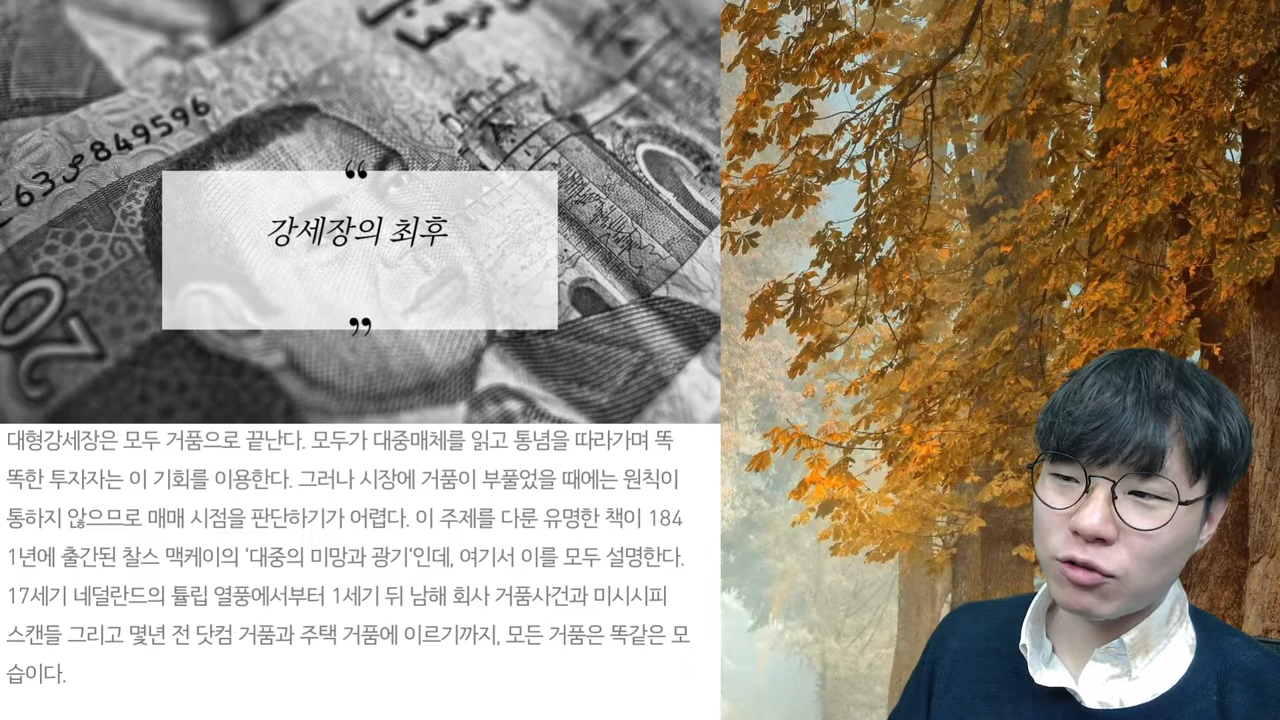 849596
63
20
“
강세장의 최후
”
대형강세장은 모두 거품으로 끝난다. 모두가 대중매체를 읽고 통념을 따라가며 똑
똑한 투자자는 이 기회를 이용한다. 그러나 시장에 거품이 부풀었을 때에는 원칙이
통하지 않으므로 매매 시점을 판단하기가 어렵다. 이 주제를 다룬 유명한 책이 184
1년에 출간된 찰스 맥케이의 '대중의 미망과 광기'인데, 여기서 이를 모두 설명한다.
17세기 네덜란드의 튤립 열풍에서부터 1세기 뒤 남해 회사 거품사건과 미시시피
스캔들 그리고 몇년 전 닷컴 거품과 주택 거품에 이르기까지, 모든 거품은 똑같은 모
습이다.